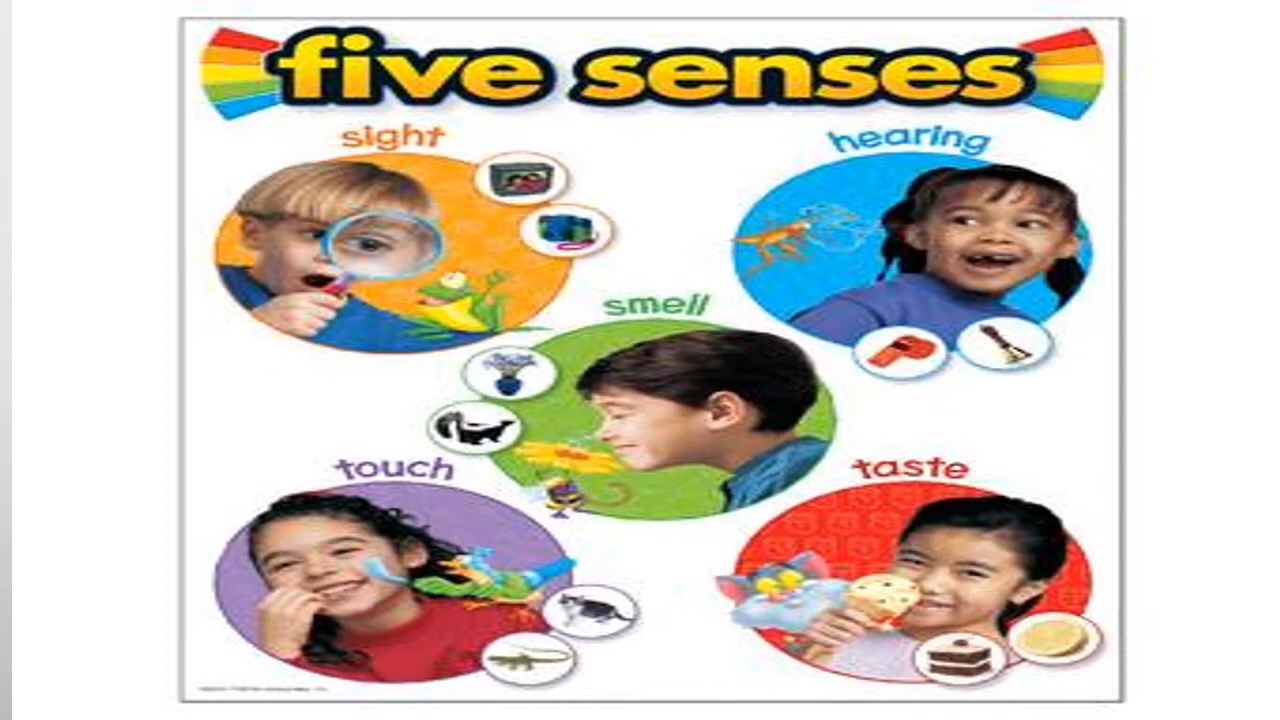 five senses
sight
hearing
smell
touch
taste